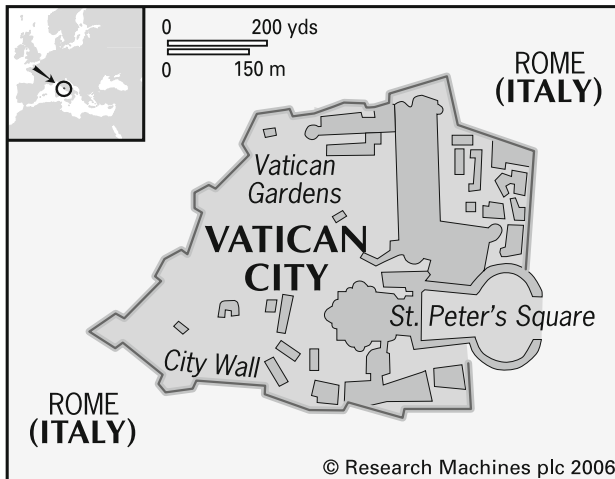 0 200 yds
0 150 m
ROME
(ITALY)
Vatican
Gardens
VATICAN
CITY
St. Peter's Square
City Wall
ROME
(ITALY)
© Research Machines plc 2006